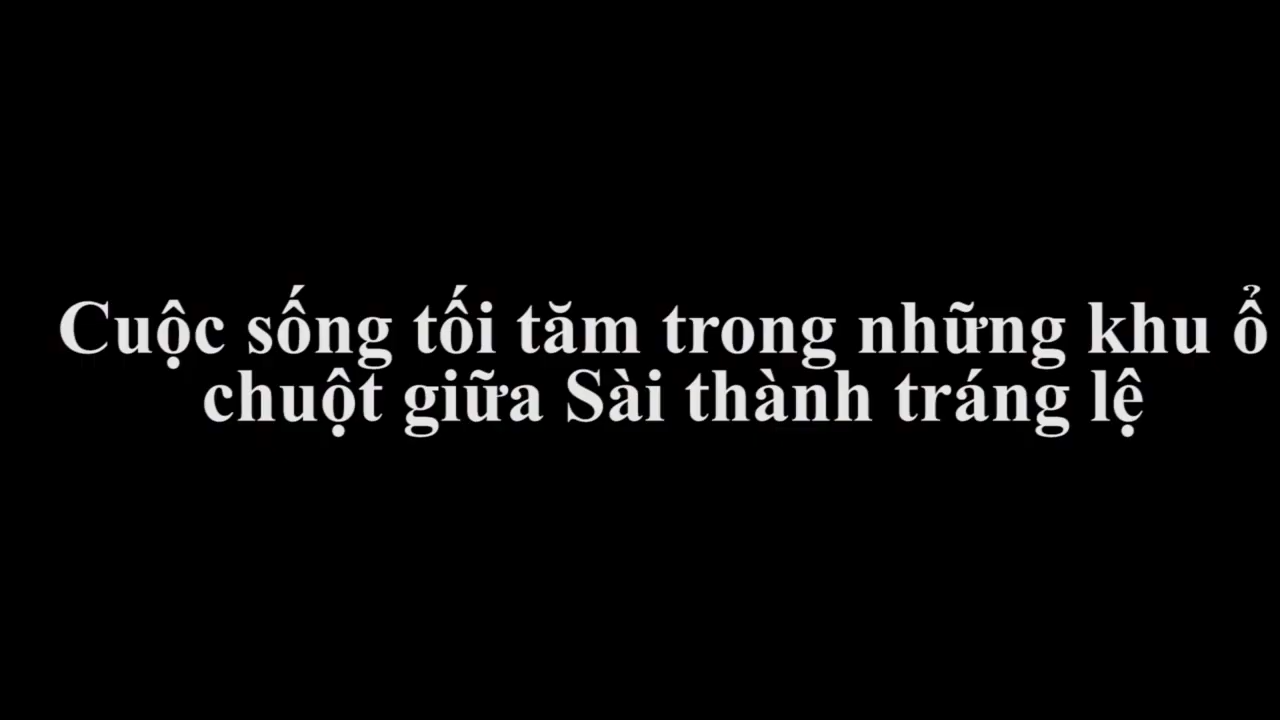 Cuộc sống tối tăm trong những khu ổ
chuột giữa Sài thành tráng lệ